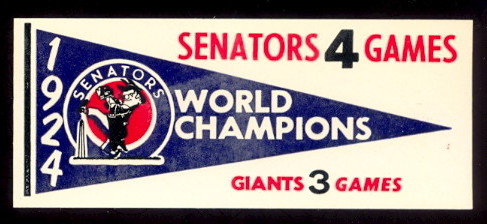 SENATORS 4 GAMES
1924
SENATORS
WORLD
CHAMPIONS
GIANTS 3 GAMES